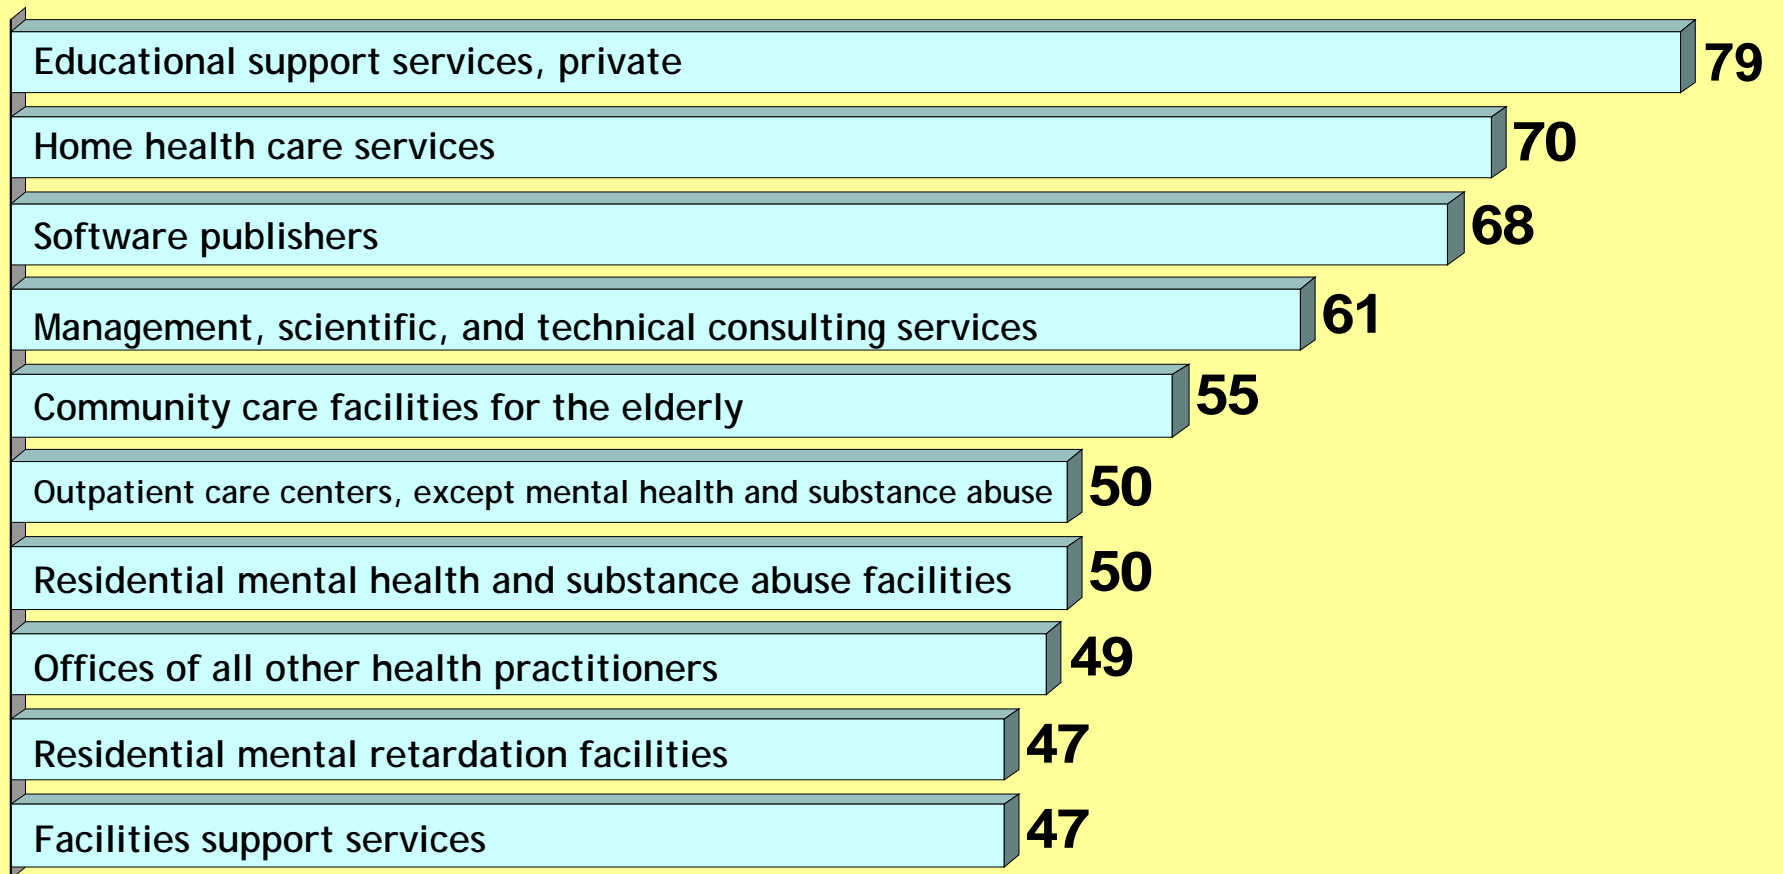 Educational support services, private 79
Home health care services 70
Software publishers 68
Management, scientific, and technical consulting services 61
Community care facilities for the elderly 55
Outpatient care centers, except mental health and substance abuse 50
Residential mental health and substance abuse facilities 50
Offices of all other health practitioners 49
Residential mental retardation facilities 47
Facilities support services 47